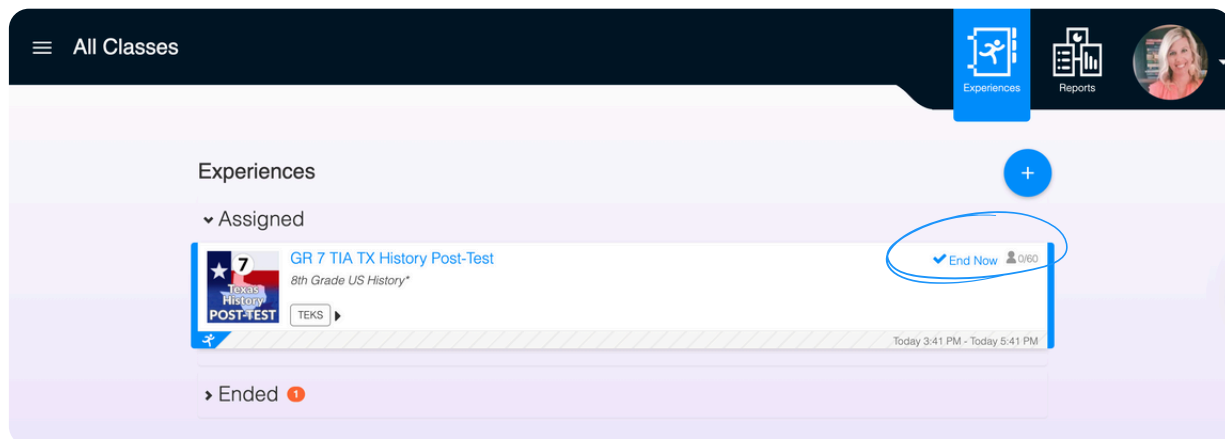 All Classes
Experiences
Reports
Experiences
+
Assigned
7
Texas
History
POST-TEST
GR 7 TIA TX History Post-Test
8th Grade US History*
TEKS
End Now
0/60
Today 3:41 PM - Today 5:41 PM
Ended 1